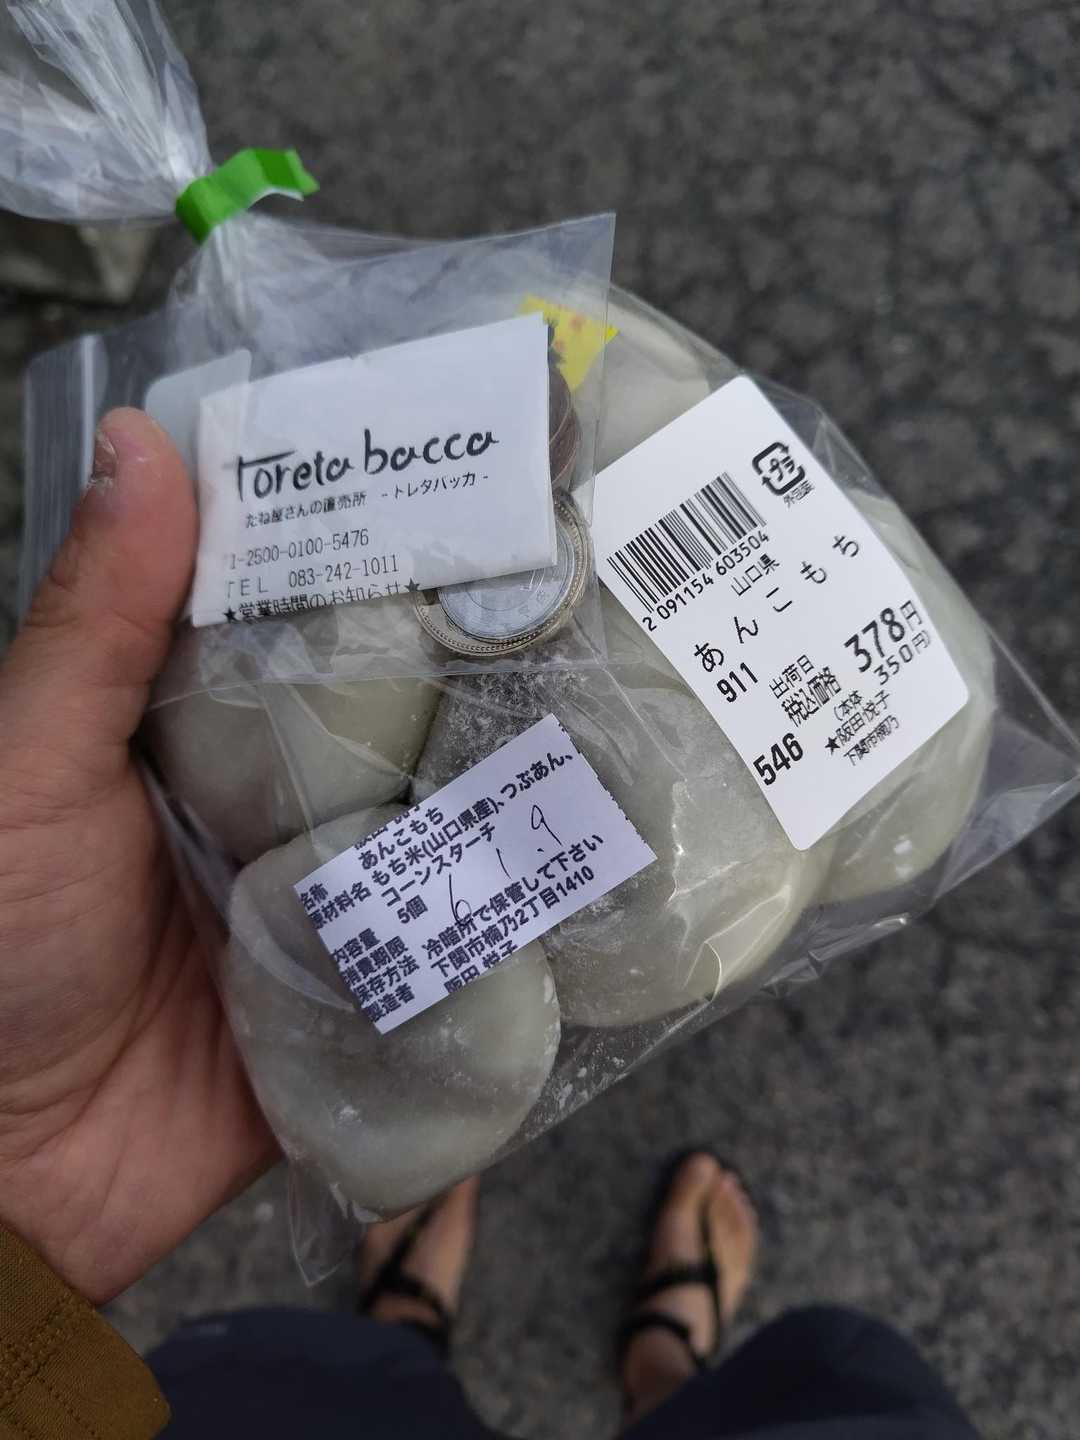 Toreta bacca
たね屋さんの直売所 -トレタバッカ-
1-2500-0100-5476
TEL 083-242-1011
★営業時間のお知らせ★
プラ
外包装
2 091154 603504
山口県
あんこもち
911 出荷日
税込価格 378円
(本体 350円)
546 ★阪田悦子
下関市楠乃
名称 あんこもち
原材料名 もち米(山口県産)、つぶあん、
コーンスターチ
内容量 5個
消費期限 6 1.9
保存方法 冷暗所で保管して下さい
製造者 下関市楠乃2丁目1410
阪田 悦子